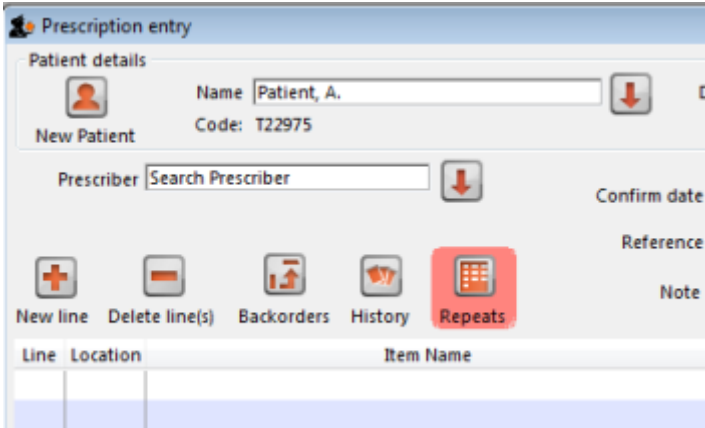 Prescription entry
Patient details
Name Patient, A.
Code: T22975
New Patient
Prescriber Search Prescriber
Confirm date
Reference
Note
New line Delete line(s) Backorders History Repeats
Line Location Item Name